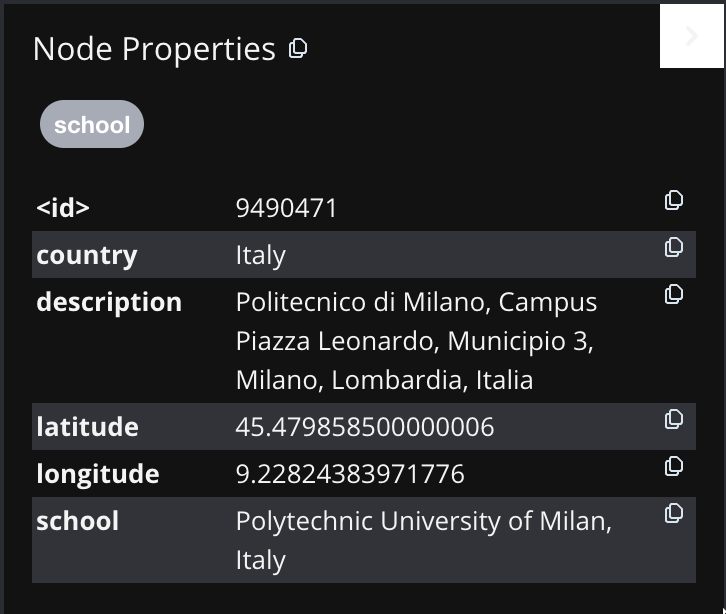 Node Properties
school
<id> 9490471
country Italy
description Politecnico di Milano, Campus
Piazza Leonardo, Municipio 3,
Milano, Lombardia, Italia
latitude 45.479858500000006
longitude 9.22824383971776
school Polytechnic University of Milan,
Italy